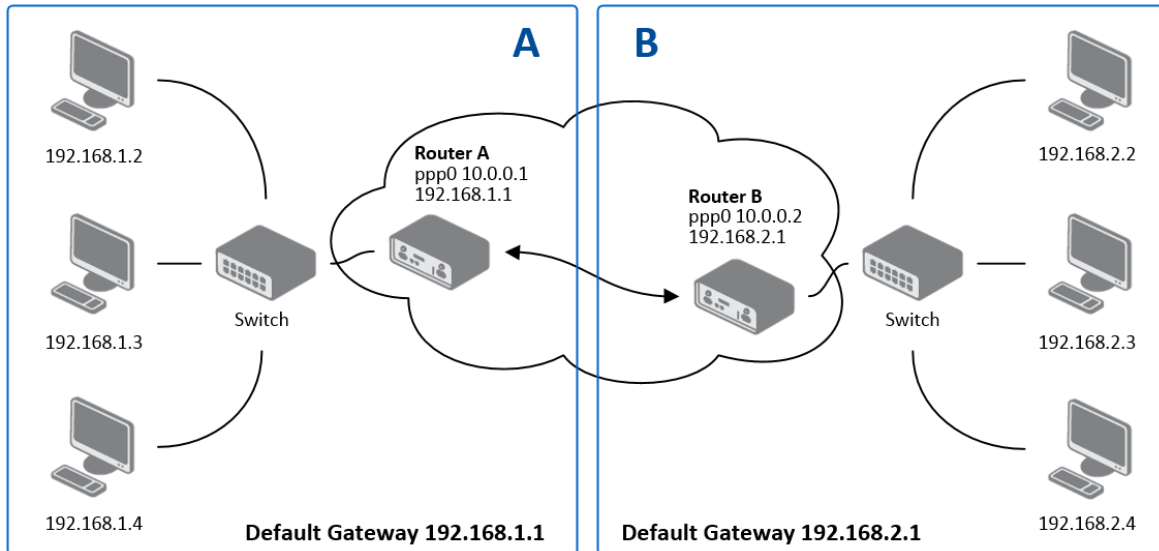 A
B
192.168.1.2
192.168.2.2
Router A
ppp0 10.0.0.1
192.168.1.1
Router B
ppp0 10.0.0.2
192.168.2.1
Switch
Switch
192.168.1.3
192.168.2.3
192.168.1.4
192.168.2.4
Default Gateway 192.168.1.1
Default Gateway 192.168.2.1